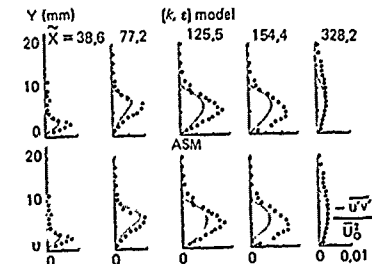 Y (mm) (k, ε) model
20 X̃ = 38,6 77,2 125,5 154,4 328,2
10
0
ASM
20
10
0
0 0 0 0 0 0,01
– u'v'
U₀²